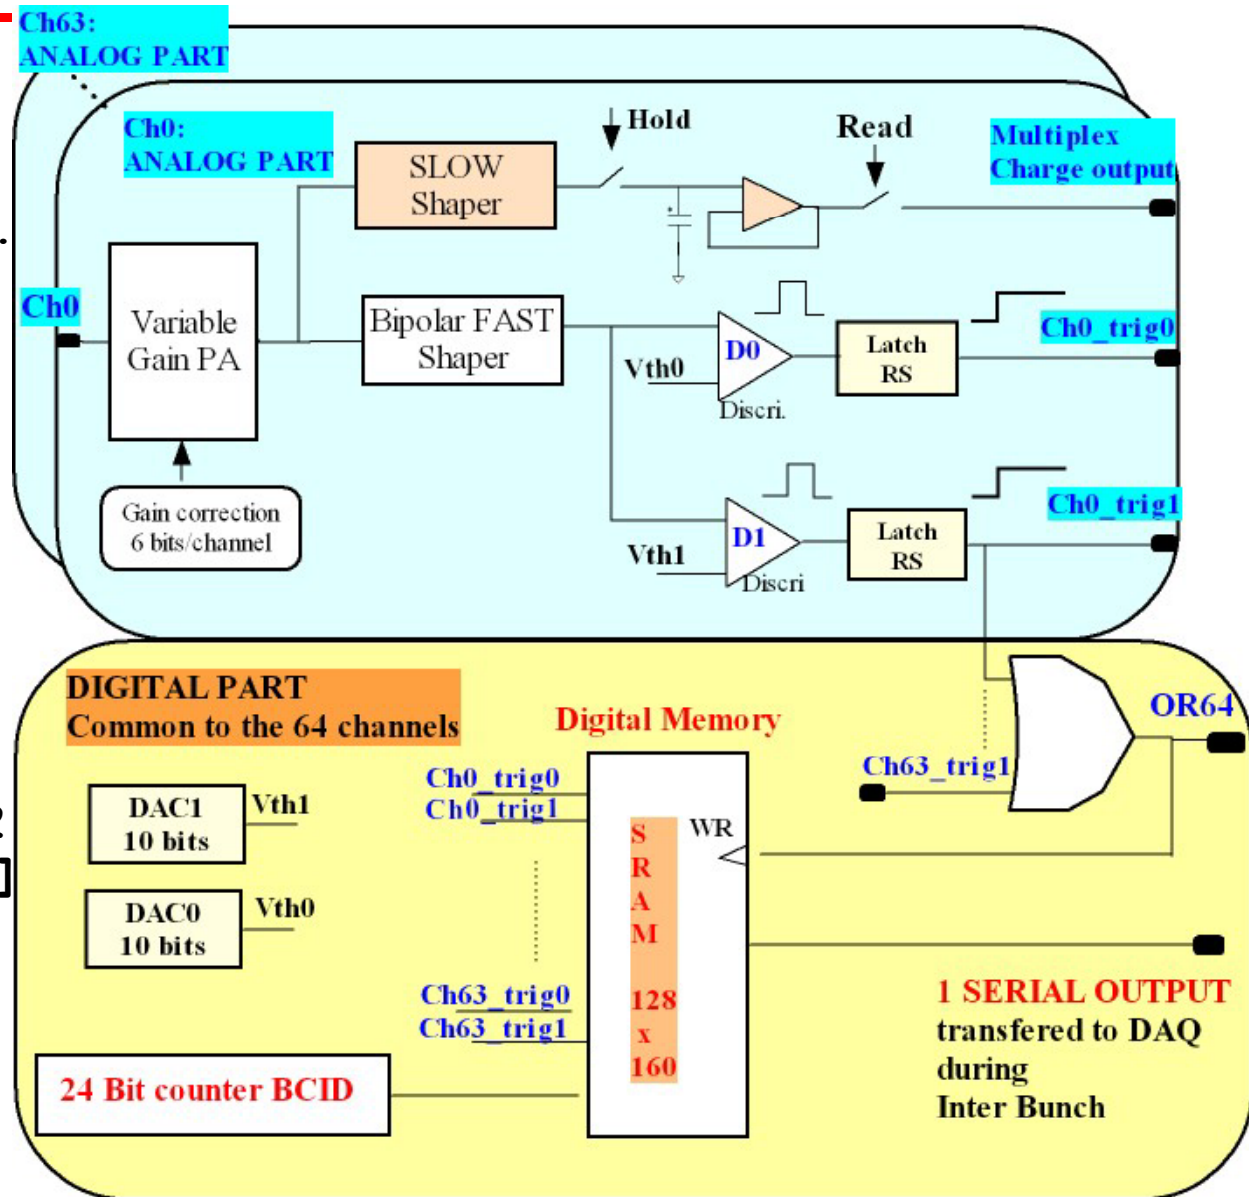 Ch63:
ANALOG PART
Ch0:
ANALOG PART
Hold
Read
Multiplex
Charge output
SLOW
Shaper
Ch0
Variable
Gain PA
Bipolar FAST
Shaper
Vth0
D0
Discri.
Latch
RS
Ch0_trig0
Gain correction
6 bits/channel
Vth1
D1
Discri
Latch
RS
Ch0_trig1
DIGITAL PART
Common to the 64 channels
Digital Memory
OR64
Ch63_trig1
DAC1
10 bits
Vth1
DAC0
10 bits
Vth0
Ch0_trig0
Ch0_trig1
Ch63_trig0
Ch63_trig1
S
R
A
M
128
x
160
WR
24 Bit counter BCID
1 SERIAL OUTPUT
transfered to DAQ
during
Inter Bunch